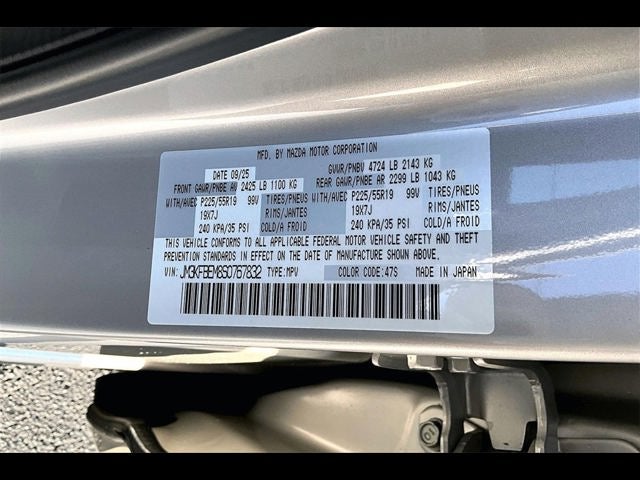 MFD. BY MAZDA MOTOR CORPORATION
DATE 09/25 GVWR/PNBV 4724 LB 2143 KG
FRONT GAWR/PNBE AV 2425 LB 1100 KG REAR GAWR/PNBE AR 2299 LB 1043 KG
WITH/AVEC P225/55R19 99V TIRES/PNEUS WITH/AVEC P225/55R19 99V TIRES/PNEUS
19X7J RIMS/JANTES 19X7J RIMS/JANTES
240 KPA/35 PSI COLD/A FROID 240 KPA/35 PSI COLD/A FROID
THIS VEHICLE CONFORMS TO ALL APPLICABLE FEDERAL MOTOR VEHICLE SAFETY AND THEFT
PREVENTION STANDARDS IN EFFECT ON THE DATE OF MANUFACTURE SHOWN ABOVE.
VIN: JM3KFBEM8S0767832 TYPE:MPV COLOR CODE:47S MADE IN JAPAN